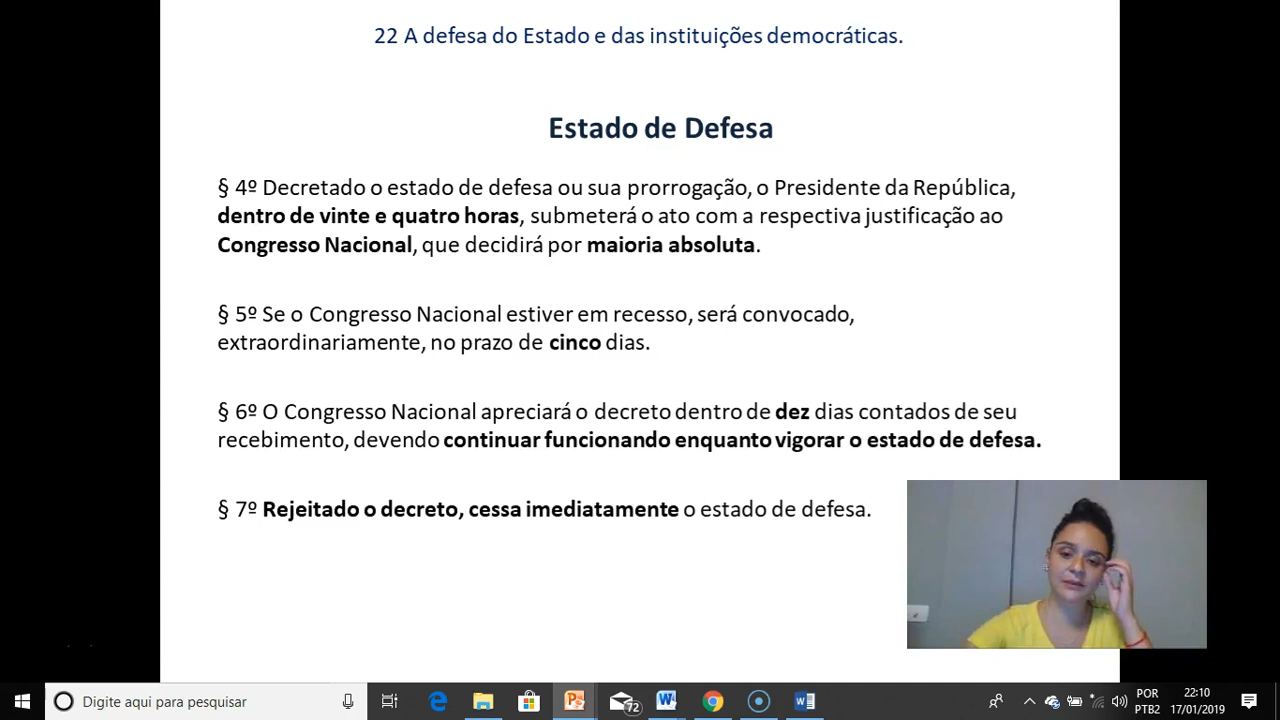 22 A defesa do Estado e das instituições democráticas.
Estado de Defesa
§ 4º Decretado o estado de defesa ou sua prorrogação, o Presidente da República,
dentro de vinte e quatro horas, submeterá o ato com a respectiva justificação ao
Congresso Nacional, que decidirá por maioria absoluta.
§ 5º Se o Congresso Nacional estiver em recesso, será convocado,
extraordinariamente, no prazo de cinco dias.
§ 6º O Congresso Nacional apreciará o decreto dentro de dez dias contados de seu
recebimento, devendo continuar funcionando enquanto vigorar o estado de defesa.
§ 7º Rejeitado o decreto, cessa imediatamente o estado de defesa.
Digite aqui para pesquisar
72
POR
PTB2
22:10
17/01/2019